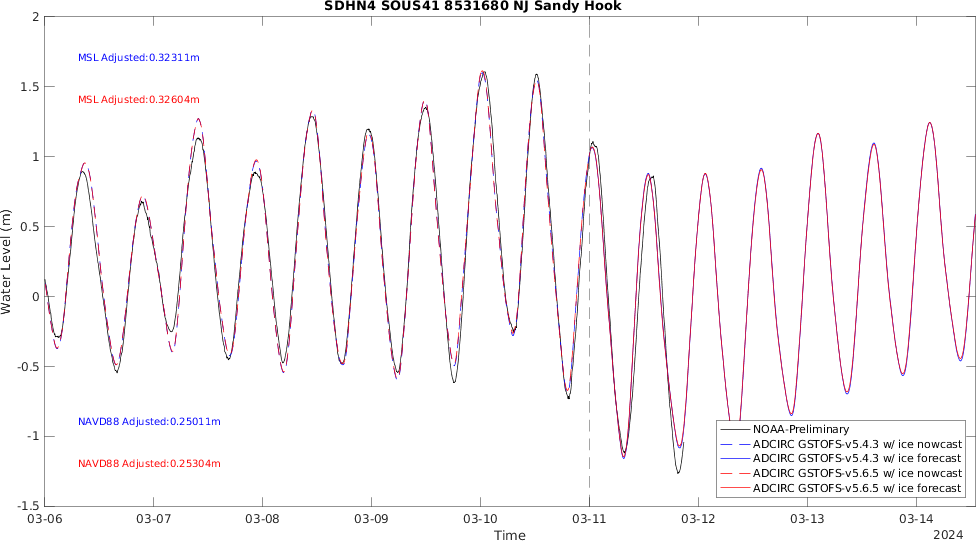 SDHN4 SOUS41 8531680 NJ Sandy Hook
2
1.5
1
0.5
0
-0.5
-1
-1.5
Water Level (m)
MSL Adjusted:0.32311m
MSL Adjusted:0.32604m
NAVD88 Adjusted:0.25011m
NAVD88 Adjusted:0.25304m
NOAA-Preliminary
ADCIRC GSTOFS-v5.4.3 w/ ice nowcast
ADCIRC GSTOFS-v5.4.3 w/ ice forecast
ADCIRC GSTOFS-v5.6.5 w/ ice nowcast
ADCIRC GSTOFS-v5.6.5 w/ ice forecast
03-06 03-07 03-08 03-09 03-10 03-11 03-12 03-13 03-14
Time
2024